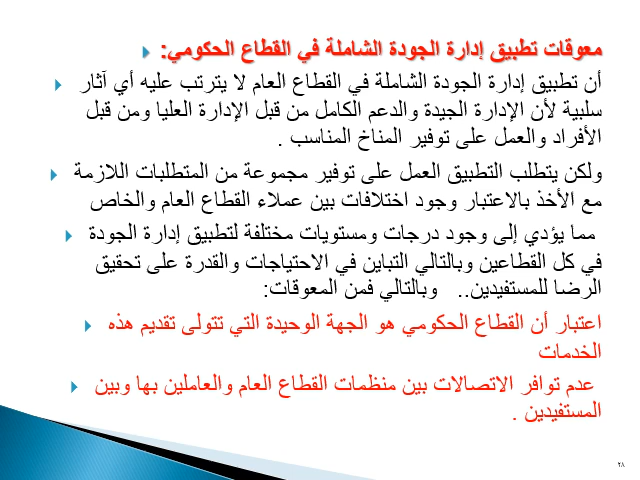 معوقات تطبيق إدارة الجودة الشاملة في القطاع الحكومي:
أن تطبيق إدارة الجودة الشاملة في القطاع العام لا يترتب عليه أي آثار
سلبية لأن الإدارة الجيدة والدعم الكامل من قبل الإدارة العليا ومن قبل
الأفراد والعمل على توفير المناخ المناسب .
ولكن يتطلب التطبيق العمل على توفير مجموعة من المتطلبات اللازمة
مع الأخذ بالاعتبار وجود اختلافات بين عملاء القطاع العام والخاص
مما يؤدي إلى وجود درجات ومستويات مختلفة لتطبيق إدارة الجودة
في كل القطاعين وبالتالي التباين في الاحتياجات والقدرة على تحقيق
الرضا للمستفيدين.. وبالتالي فمن المعوقات:
اعتبار أن القطاع الحكومي هو الجهة الوحيدة التي تتولى تقديم هذه
الخدمات
عدم توافر الاتصالات بين منظمات القطاع العام والعاملين بها وبين
المستفيدين .
٢٨